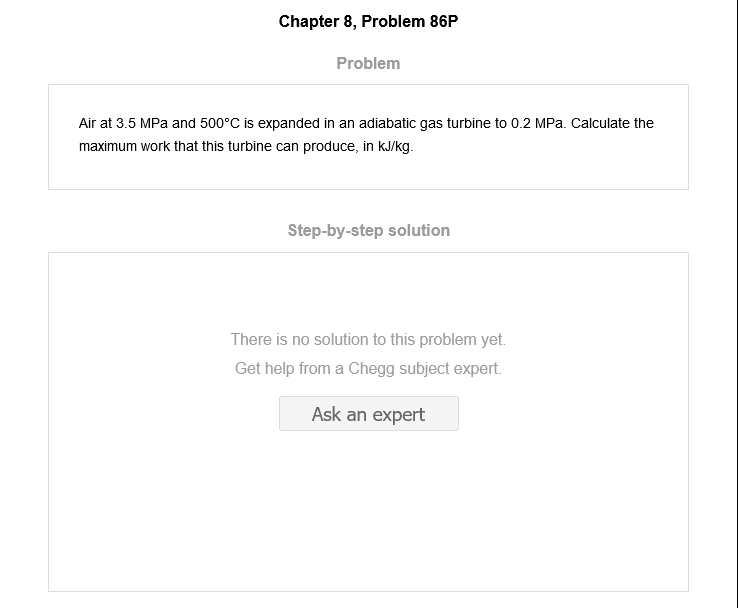 Chapter 8, Problem 86P
Problem
Air at 3.5 MPa and 500°C is expanded in an adiabatic gas turbine to 0.2 MPa. Calculate the
maximum work that this turbine can produce, in kJ/kg.
Step-by-step solution
There is no solution to this problem yet.
Get help from a Chegg subject expert.
Ask an expert